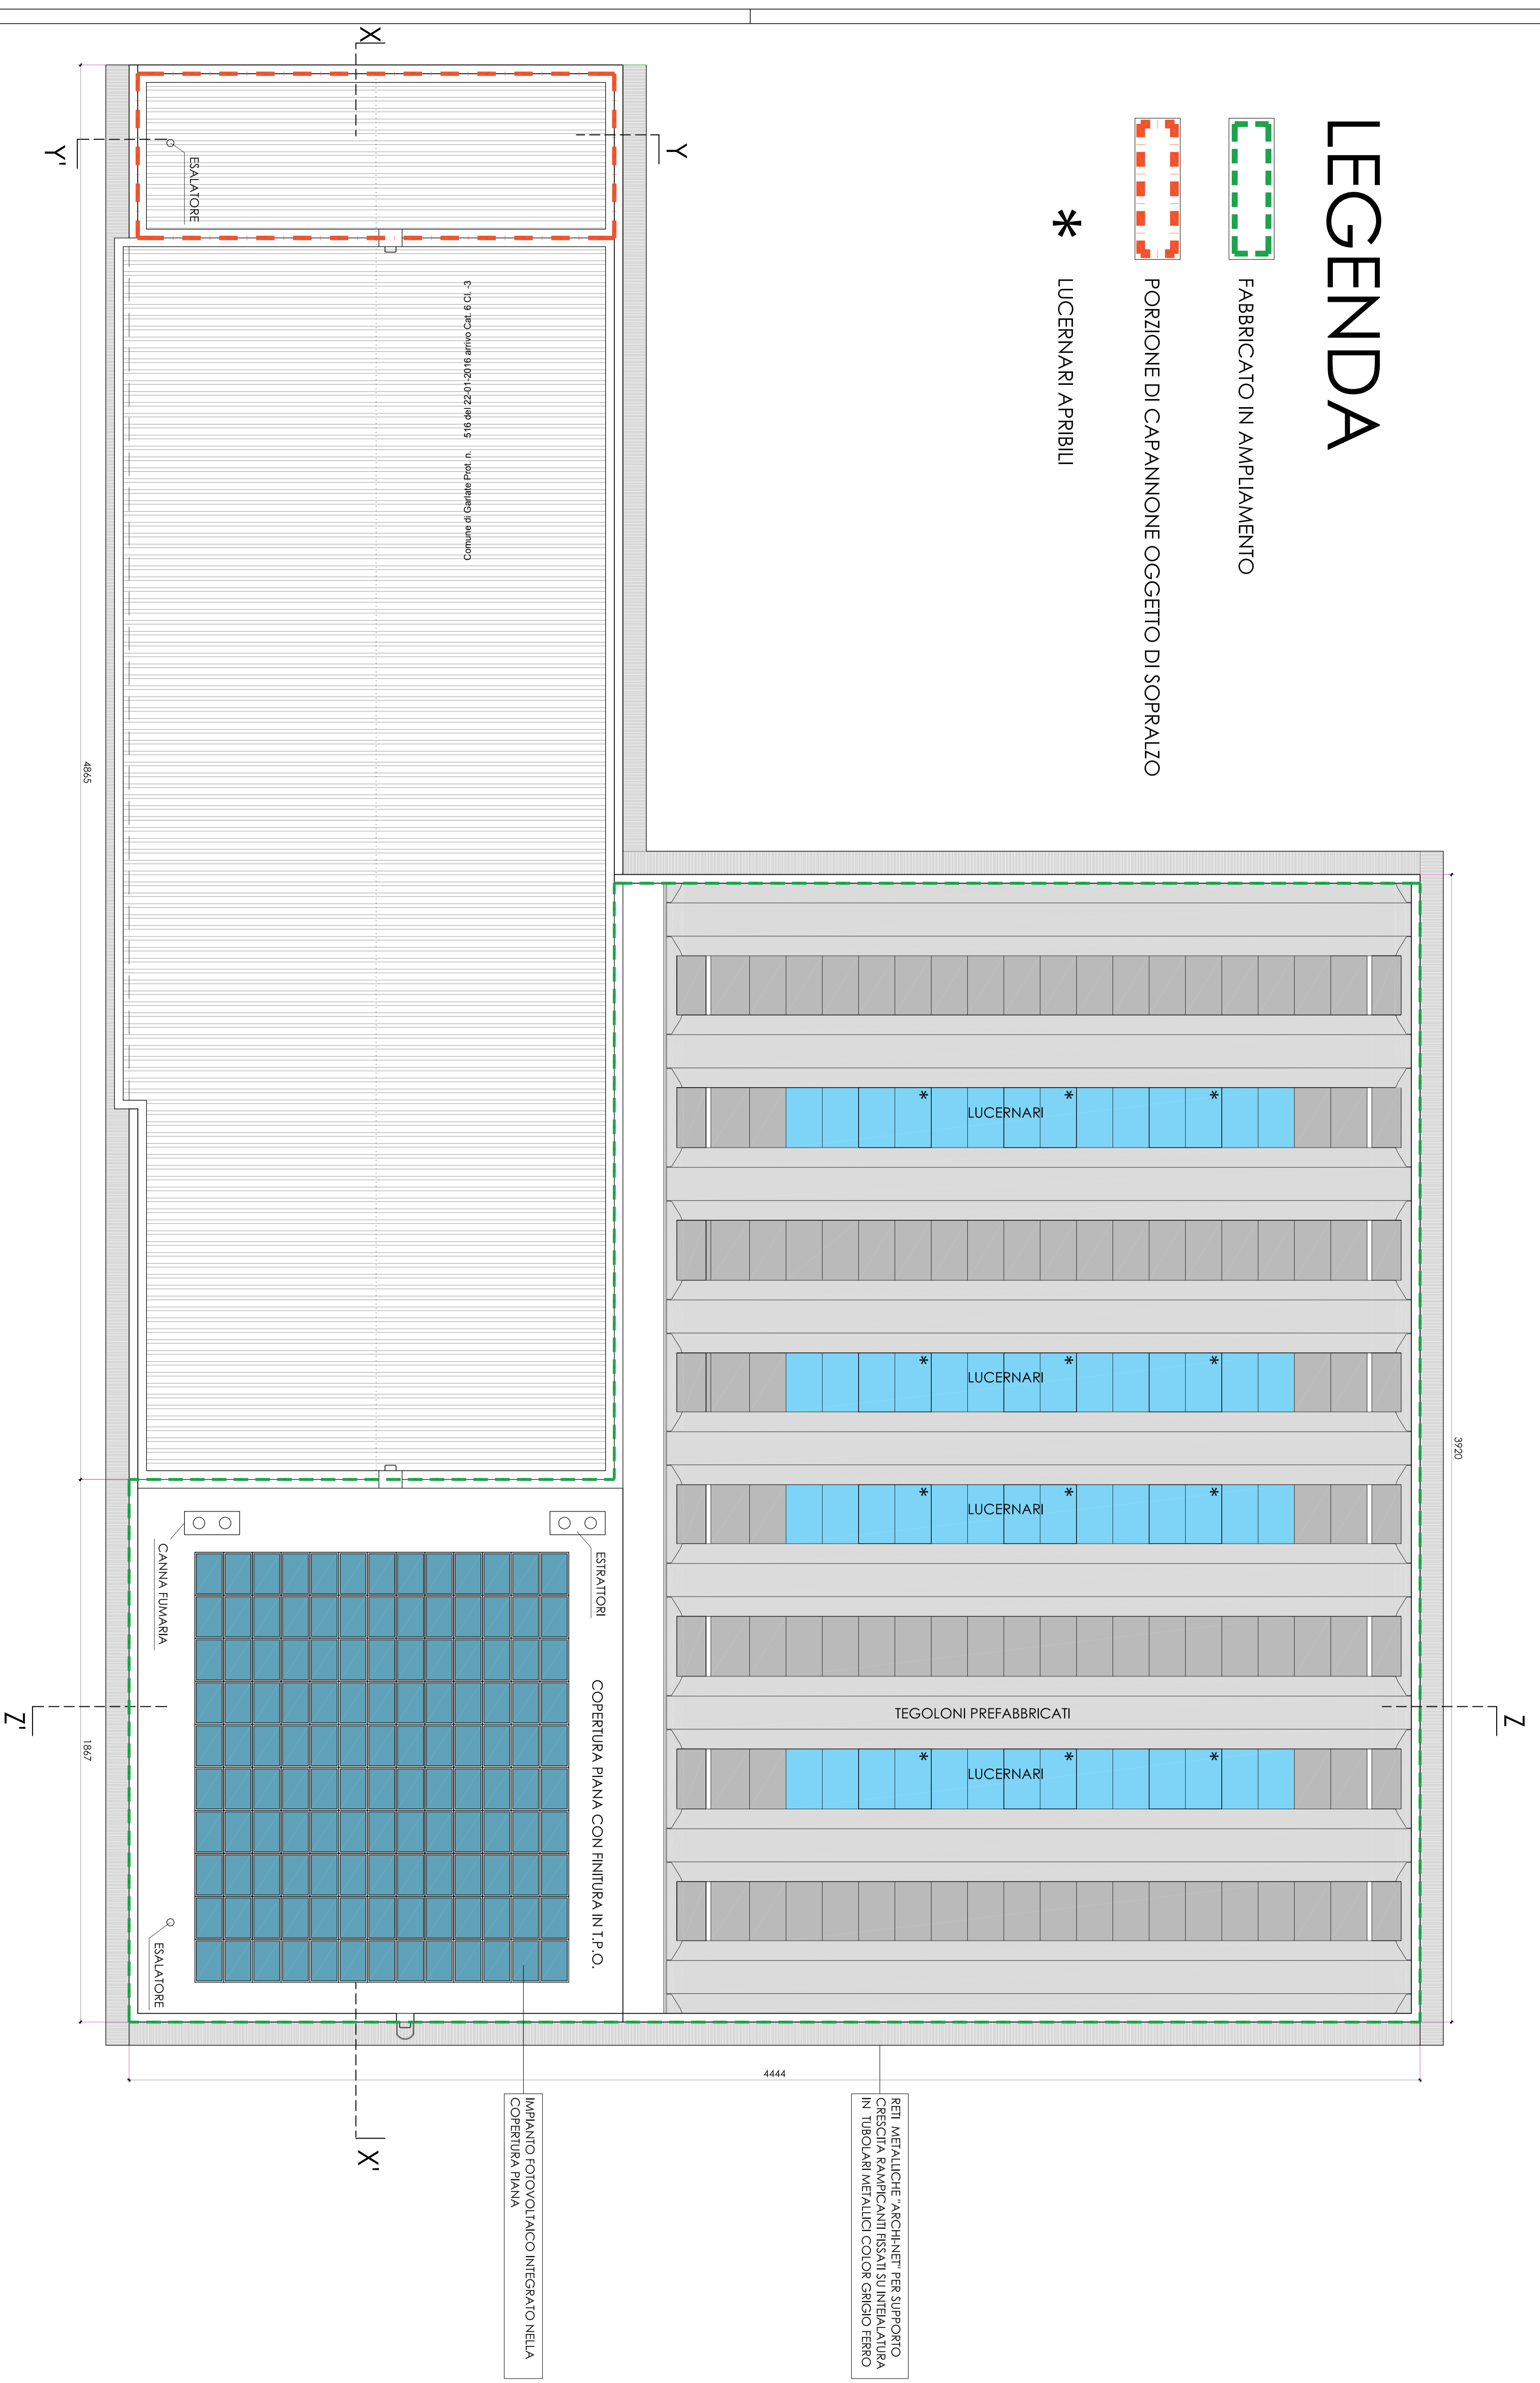 LEGENDA
FABBRICATO IN AMPLIAMENTO
PORZIONE DI CAPANNONE OGGETTO DI SOPRALZO
* LUCERNARI APRIBILI
Z
3920
* LUCERNARI * *
* LUCERNARI * *
* LUCERNARI * *
TEGOLONI PREFABBRICATI
* LUCERNARI * *
4444
RETI METALLICHE "ARCHI-NET" PER SUPPORTO
CRESCITA RAMPICANTI FISSATI SU INTEIALATURA
IN TUBOLARI METALLICI COLOR GRIGIO FERRO
Y
X
ESALATORE
Y'
Comune di Garlate Prot. n. 516 del 22-01-2016 arrivo Cat. 6 Cl. -3
4865
ESTRATTORI
COPERTURA PIANA CON FINITURA IN T.P.O.
CANNA FUMARIA
ESALATORE
IMPIANTO FOTOVOLTAICO INTEGRATO NELLA
COPERTURA PIANA
X'
1867
Z'